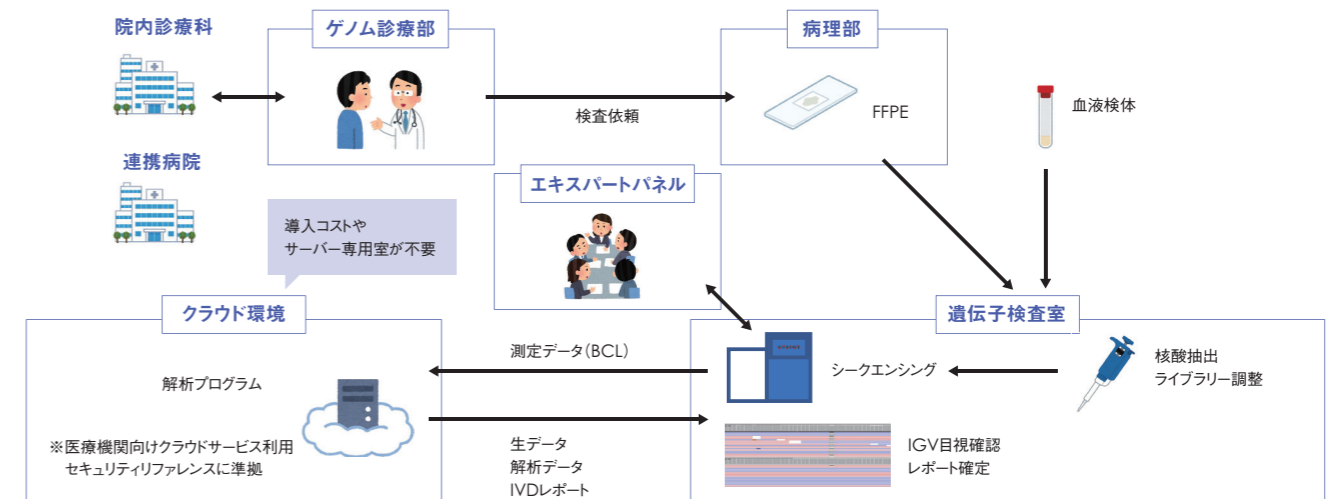 院内診療科
ゲノム診療部
病理部
検査依頼
FFPE
血液検体
連携病院
エキスパートパネル
導入コストや
サーバー専用室が不要
クラウド環境
遺伝子検査室
測定データ(BCL)
シークエンシング
核酸抽出
ライブラリー調整
解析プログラム
※医療機関向けクラウドサービス利用
セキュリティリファレンスに準拠
生データ
解析データ
IVDレポート
IGV目視確認
レポート確定